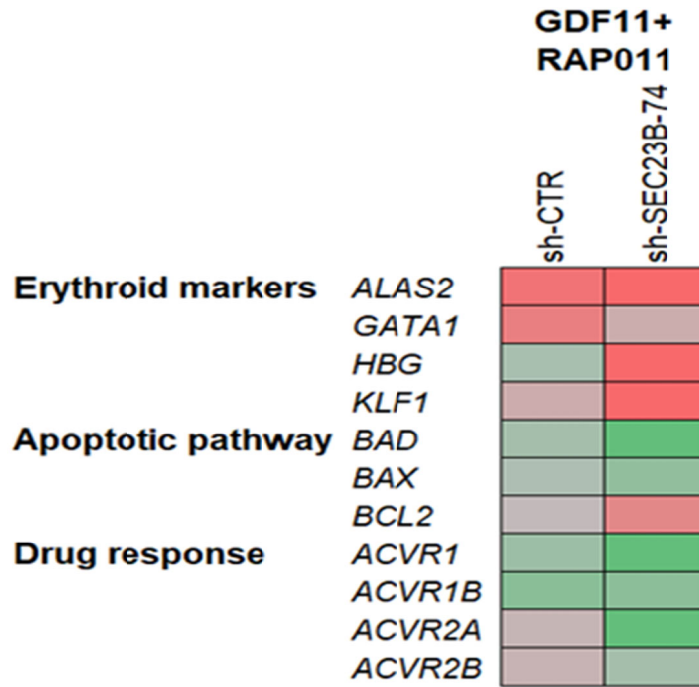 GDF11+
RAP011
sh-CTR
sh-SEC23B-74
Erythroid markers ALAS2
GATA1
HBG
KLF1
Apoptotic pathway BAD
BAX
BCL2
Drug response ACVR1
ACVR1B
ACVR2A
ACVR2B